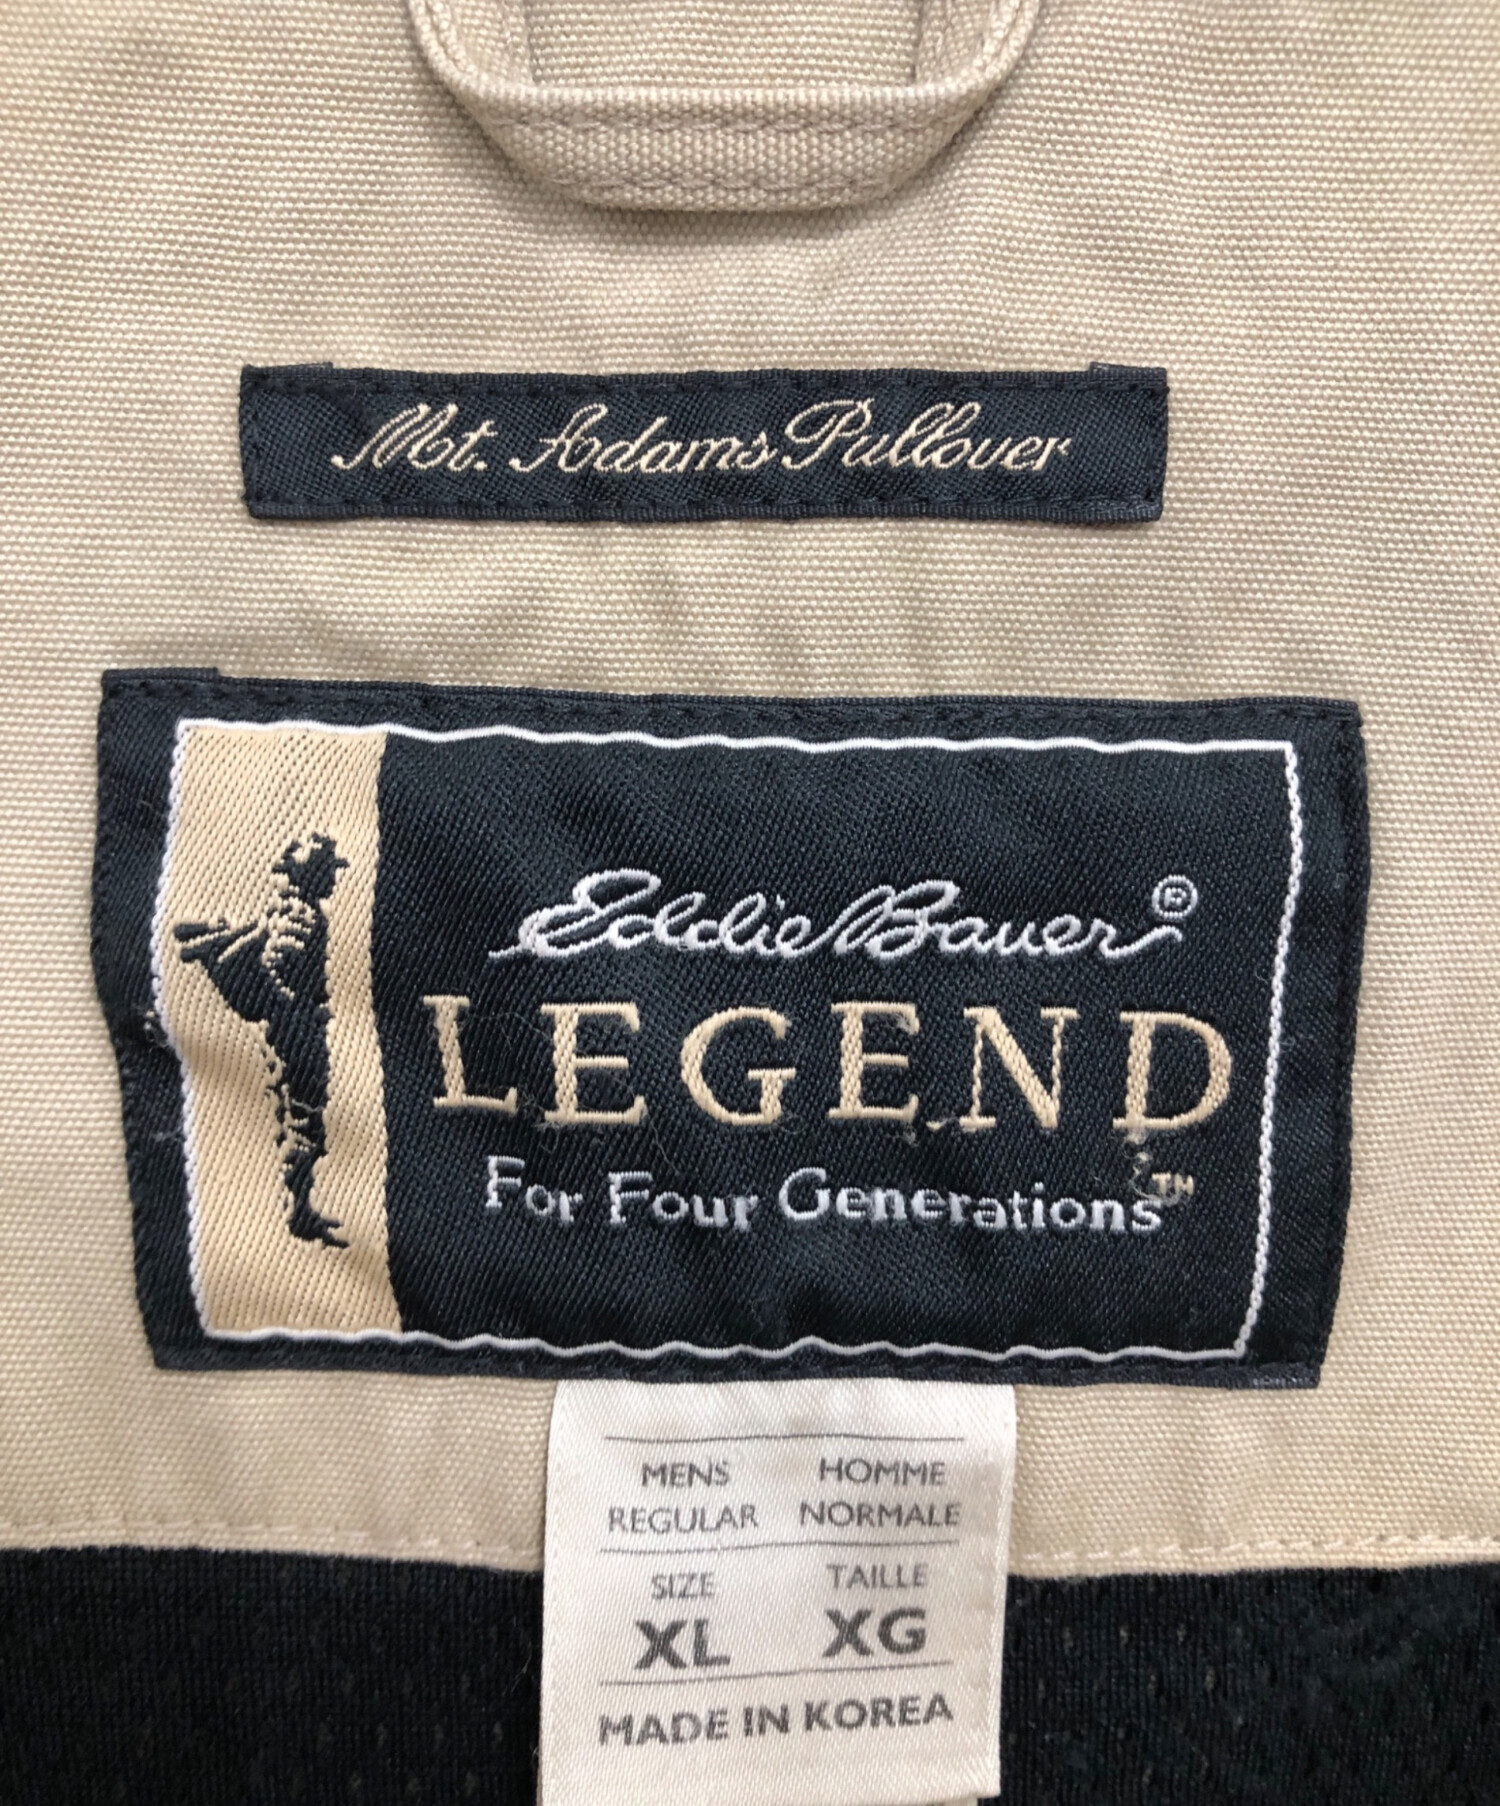 Mt. Adams Pullover
Eddie Bauer®
LEGEND
For Four Generations™
MENS HOMME
REGULAR NORMALE
SIZE TAILLE
XL XG
MADE IN KOREA